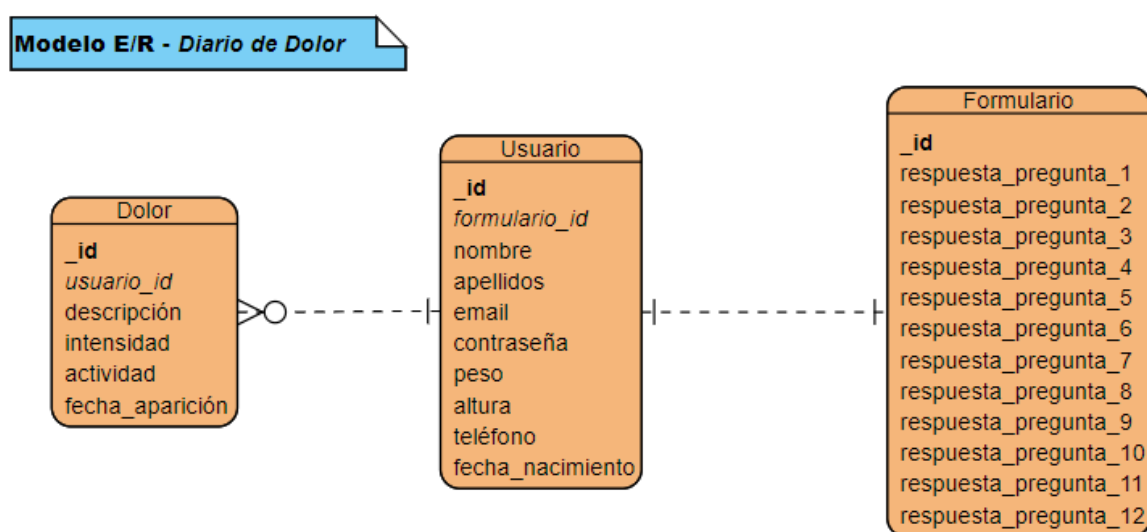 Modelo E/R - Diario de Dolor
Dolor
_id
usuario_id
descripción
intensidad
actividad
fecha_aparición
Usuario
_id
formulario_id
nombre
apellidos
email
contraseña
peso
altura
teléfono
fecha_nacimiento
Formulario
_id
respuesta_pregunta_1
respuesta_pregunta_2
respuesta_pregunta_3
respuesta_pregunta_4
respuesta_pregunta_5
respuesta_pregunta_6
respuesta_pregunta_7
respuesta_pregunta_8
respuesta_pregunta_9
respuesta_pregunta_10
respuesta_pregunta_11
respuesta_pregunta_12